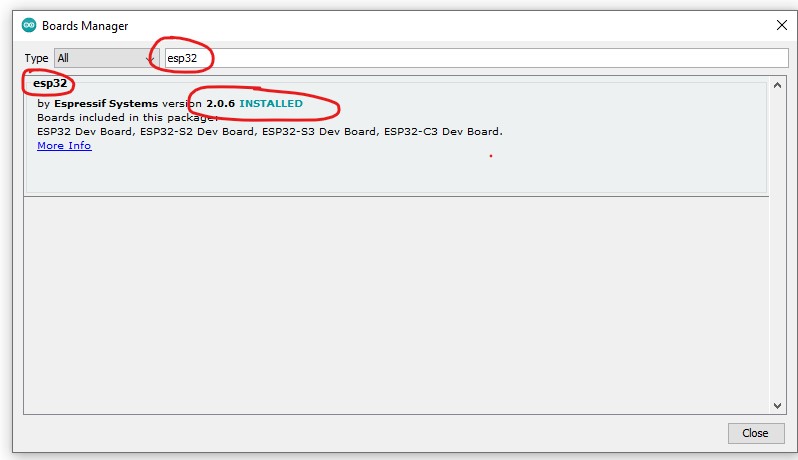 Boards Manager
Type All esp32
esp32
by Espressif Systems version 2.0.6 INSTALLED
Boards included in this package:
ESP32 Dev Board, ESP32-S2 Dev Board, ESP32-S3 Dev Board, ESP32-C3 Dev Board.
More Info
Close